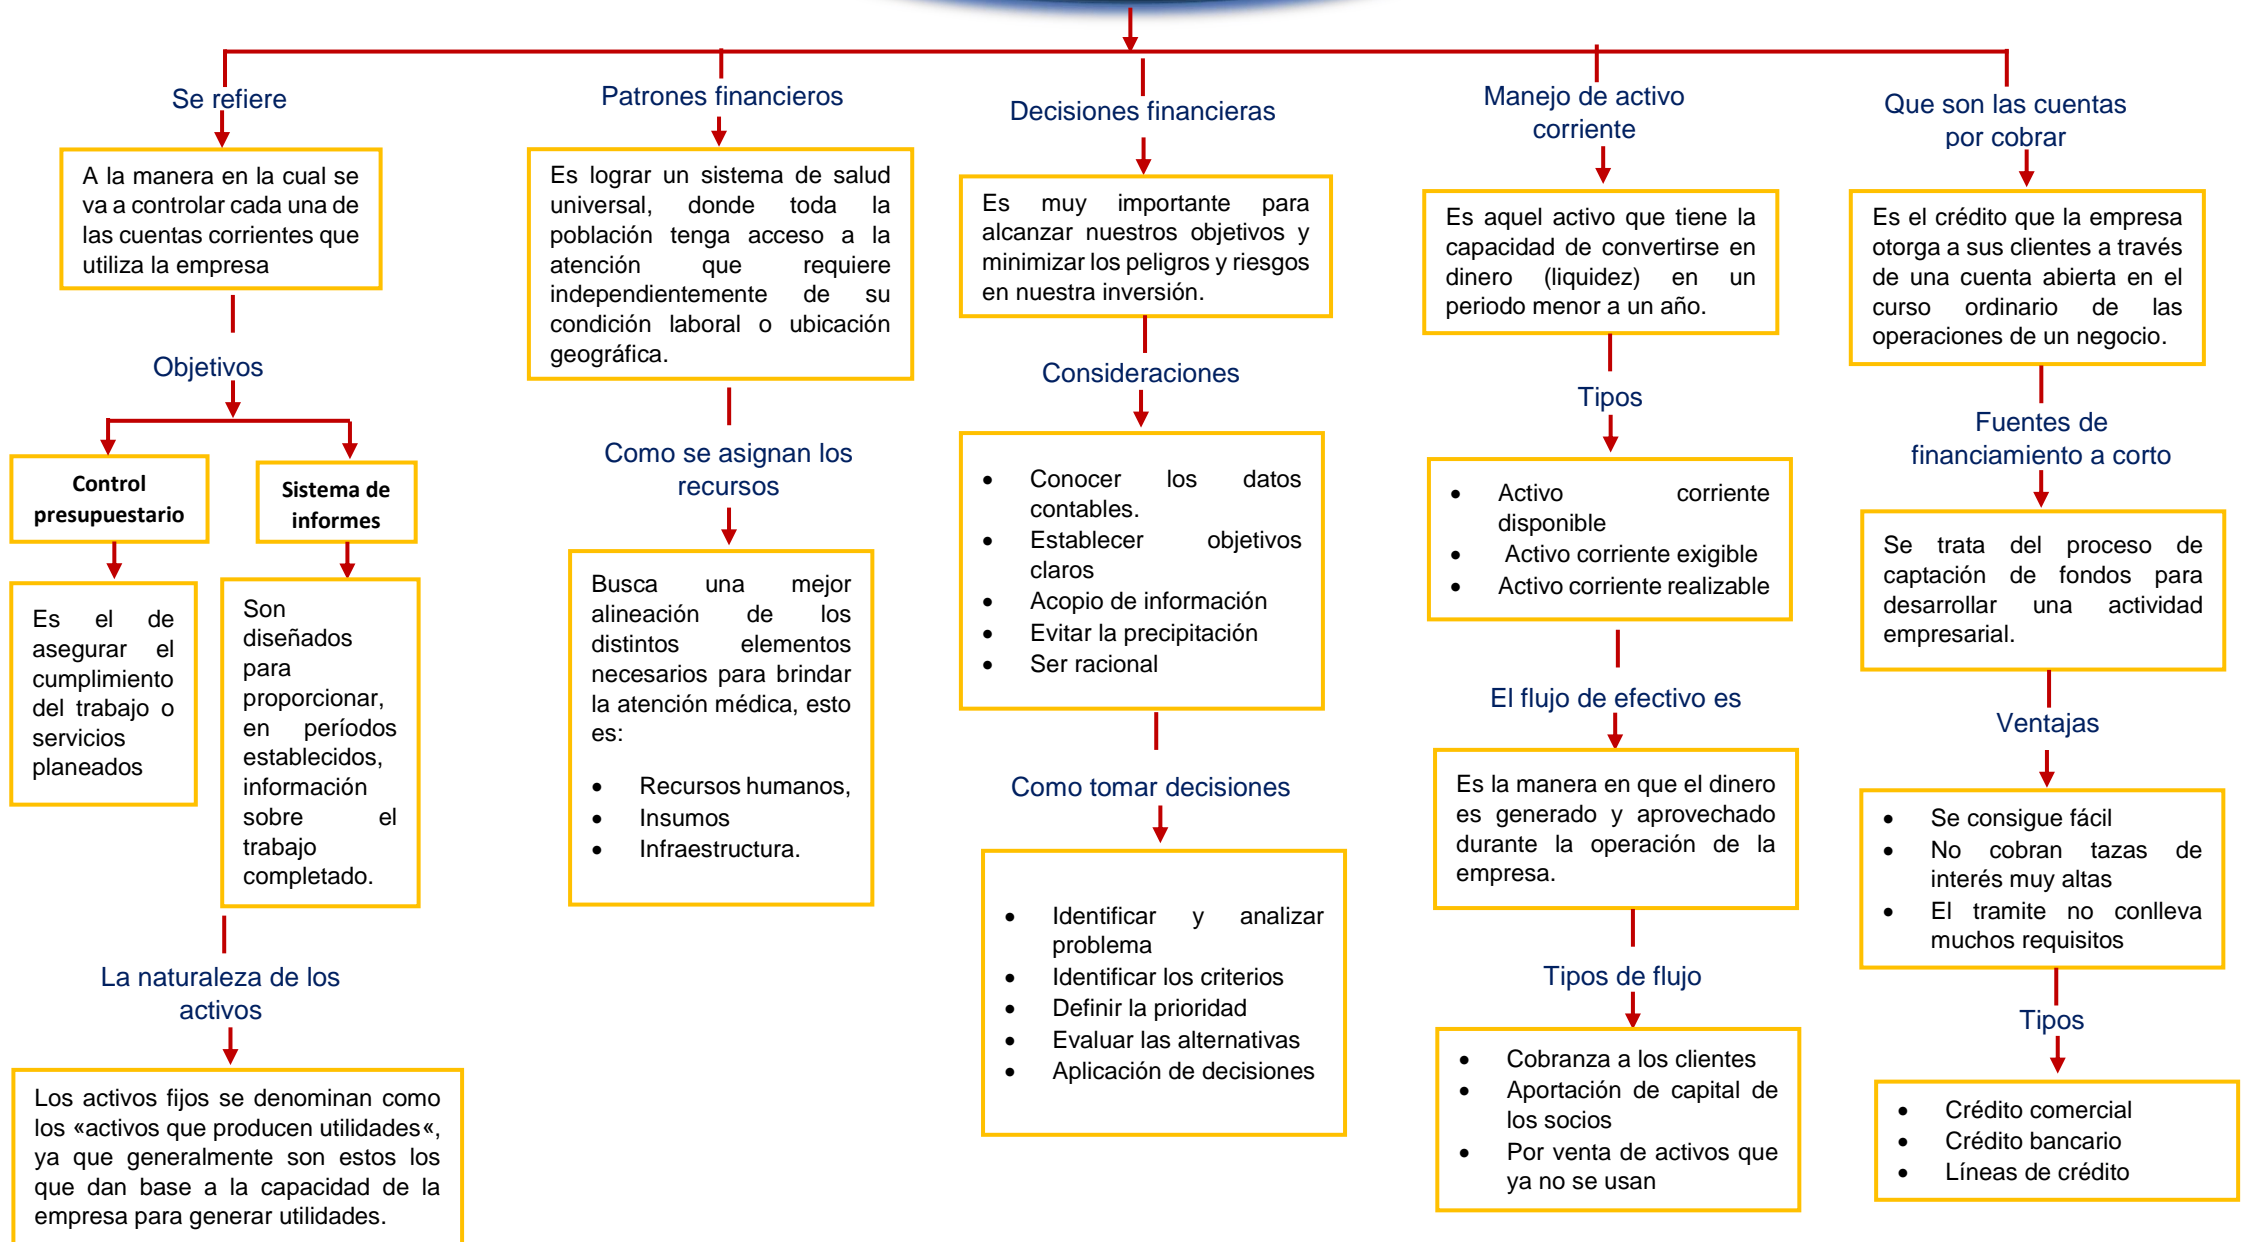 Se refiere
A la manera en la cual se
va a controlar cada una de
las cuentas corrientes que
utiliza la empresa
Objetivos
Control
presupuestario
Es el de
asegurar el
cumplimiento
del trabajo o
servicios
planeados
Sistema de
informes
Son
diseñados
para
proporcionar,
en períodos
establecidos,
información
sobre el
trabajo
completado.
La naturaleza de los
activos
Los activos fijos se denominan como
los «activos que producen utilidades«,
ya que generalmente son estos los
que dan base a la capacidad de la
empresa para generar utilidades.
Patrones financieros
Es lograr un sistema de salud
universal, donde toda la
población tenga acceso a la
atención que requiere
independientemente de su
condición laboral o ubicación
geográfica.
Como se asignan los
recursos
Busca una mejor
alineación de los
distintos elementos
necesarios para brindar
la atención médica, esto
es:
• Recursos humanos,
• Insumos
• Infraestructura.
Decisiones financieras
Es muy importante para
alcanzar nuestros objetivos y
minimizar los peligros y riesgos
en nuestra inversión.
Consideraciones
• Conocer los datos
contables.
• Establecer objetivos
claros
• Acopio de información
• Evitar la precipitación
• Ser racional
Como tomar decisiones
• Identificar y analizar
problema
• Identificar los criterios
• Definir la prioridad
• Evaluar las alternativas
• Aplicación de decisiones
Manejo de activo
corriente
Es aquel activo que tiene la
capacidad de convertirse en
dinero (liquidez) en un
periodo menor a un año.
Tipos
• Activo corriente
disponible
• Activo corriente exigible
• Activo corriente realizable
El flujo de efectivo es
Es la manera en que el dinero
es generado y aprovechado
durante la operación de la
empresa.
Tipos de flujo
• Cobranza a los clientes
• Aportación de capital de
los socios
• Por venta de activos que
ya no se usan
Que son las cuentas
por cobrar
Es el crédito que la empresa
otorga a sus clientes a través
de una cuenta abierta en el
curso ordinario de las
operaciones de un negocio.
Fuentes de
financiamiento a corto
Se trata del proceso de
captación de fondos para
desarrollar una actividad
empresarial.
Ventajas
• Se consigue fácil
• No cobran tazas de
interés muy altas
• El tramite no conlleva
muchos requisitos
Tipos
• Crédito comercial
• Crédito bancario
• Líneas de crédito